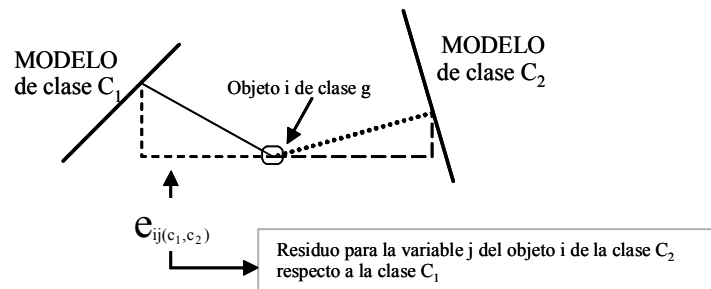 MODELO
de clase C1
MODELO
de clase C2
Objeto i de clase g
eij(c1,c2)
Residuo para la variable j del objeto i de la clase C2
respecto a la clase C1